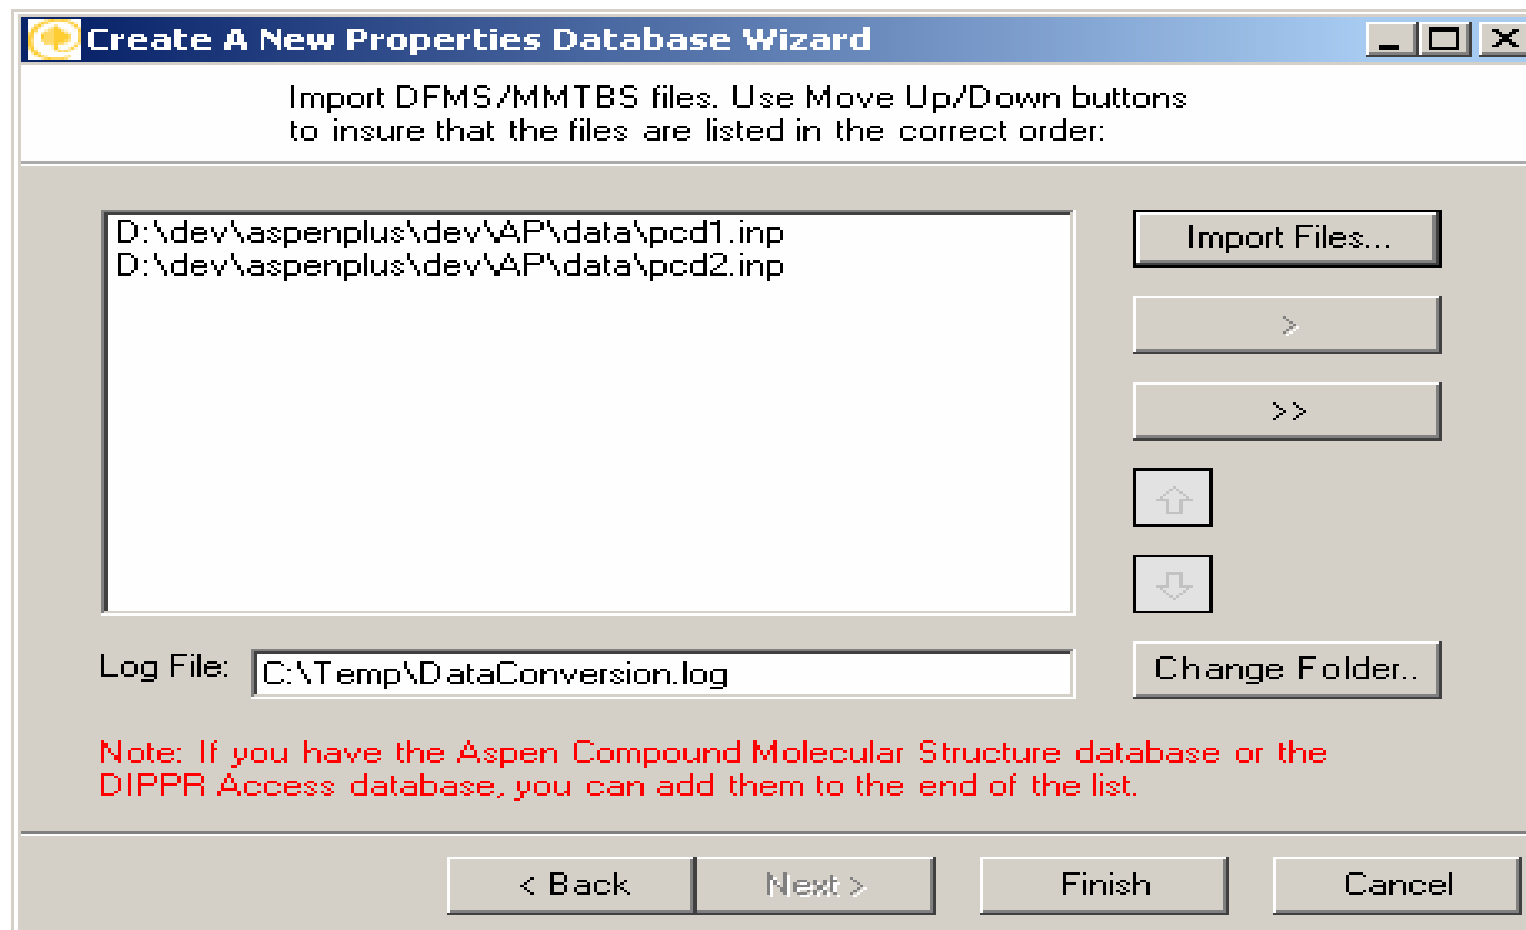 Create A New Properties Database Wizard
Import DFMS/MMTBS files. Use Move Up/Down buttons
to insure that the files are listed in the correct order:
D:\dev\aspenplus\dev\AP\data\pcd1.inp
D:\dev\aspenplus\dev\AP\data\pcd2.inp
Import Files...
>
>>
Log File:
C:\Temp\DataConversion.log
Change Folder..
Note: If you have the Aspen Compound Molecular Structure database or the
DIPPR Access database, you can add them to the end of the list.
< Back
Next >
Finish
Cancel